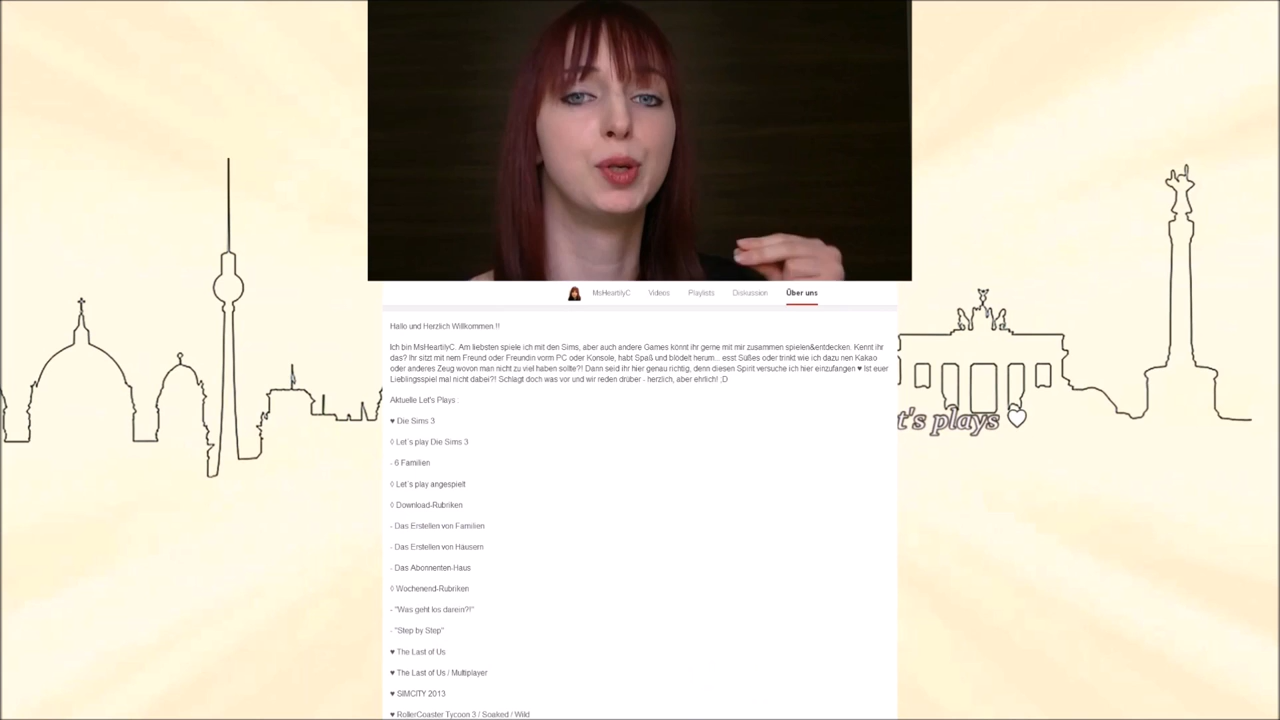 MsHeartilyC Videos Playlists Diskussion Über uns
Hallo und Herzlich Willkommen !!
Ich bin MsHeartilyC. Am liebsten spiele ich mit den Sims, aber auch andere Games könnt ihr gerne mit mir zusammen spielen&entdecken. Kennt ihr
das? Ihr sitzt mit nem Freund oder Freundin vorm PC oder Konsole, habt Spaß und blödelt herum... esst Süßes oder trinkt wie ich dazu nen Kakao
oder anderes Zeug wovon man nicht zu viel haben sollte?! Dann seid ihr hier genau richtig, denn diesen Spirit versuche ich hier einzufangen ♥ Ist euer
Lieblingsspiel mal nicht dabei?! Schlagt doch was vor und wir reden drüber - herzlich, aber ehrlich! ;D
Aktuelle Let's Plays :
♥ Die Sims 3
◊ Let´s play Die Sims 3
t's plays
- 6 Familien
◊ Let´s play angespielt
◊ Download-Rubriken
- Das Erstellen von Familien
- Das Erstellen von Häusern
- Das Abonnenten-Haus
◊ Wochenend-Rubriken
- "Was geht los darein?!"
- "Step by Step"
♥ The Last of Us
♥ The Last of Us / Multiplayer
♥ SIMCITY 2013
♥ RollerCoaster Tycoon 3 / Soaked / Wild